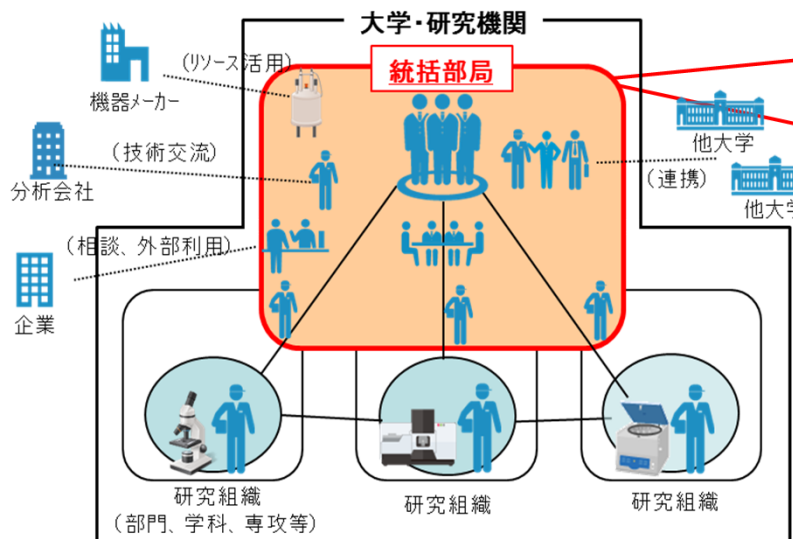 大学・研究機関
統括部局
(リソース活用)
機器メーカー
(技術交流)
分析会社
(相談、外部利用)
企業
他大学
(連携)
他大学
研究組織
(部門、学科、専攻等)
研究組織
研究組織